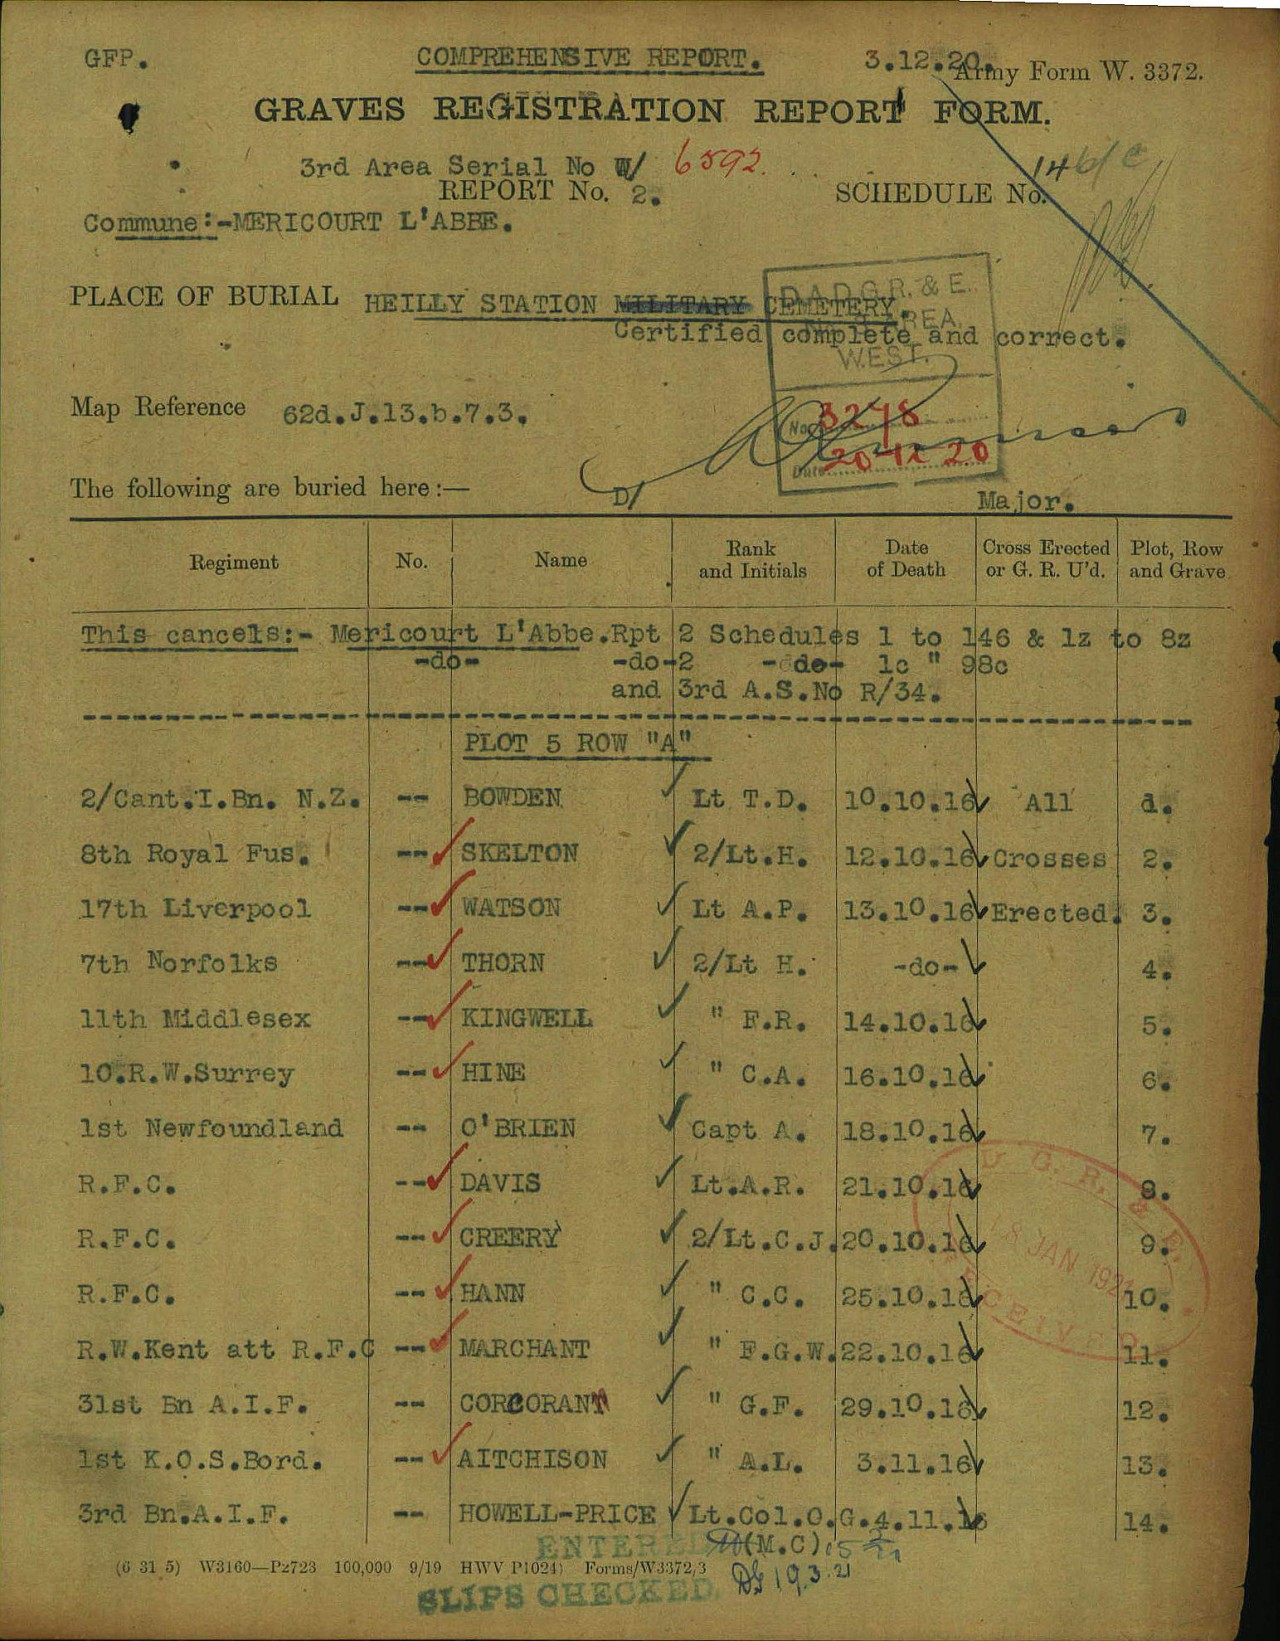 GFP. COMPREHENSIVE REPORT. 3.12.20. Army Form W. 3372.
GRAVES REGISTRATION REPORT FORM.
3rd Area Serial No W/ 6592. 146/c
REPORT No. 2. SCHEDULE No.
Commune:-MERICOURT L'ABBE.
D.A.D.G.R. & E.
PLACE OF BURIAL HEILLY STATION MILITARY CEMETERY.
AREA
Certified complete and correct.
WEST.
Map Reference 62d.J.13.b.7.3.
No. 3278
Date 20 12 20
The following are buried here:—
D/ Major.
Regiment No. Name Rank and Initials Date of Death Cross Erected or G. R. U'd. Plot, Row and Grave
This cancels:- Mericourt L'Abbe.Rpt 2 Schedules 1 to 146 & 1z to 8z
-do- -do-2 -do- 1c " 98c
and 3rd A.S.No R/34.
PLOT 5 ROW "A"
2/Cant.I.Bn. N.Z. -- BOWDEN Lt T.D. 10.10.16 All 1.
8th Royal Fus. -- SKELTON 2/Lt.H. 12.10.16 Crosses 2.
17th Liverpool -- WATSON Lt A.P. 13.10.16 Erected. 3.
7th Norfolks -- THORN 2/Lt H. -do- 4.
11th Middlesex -- KINGWELL " F.R. 14.10.16 5.
10.R.W.Surrey -- HINE " C.A. 16.10.16 6.
1st Newfoundland -- O'BRIEN Capt A. 18.10.16 7.
R.F.C. -- DAVIS Lt.A.R. 21.10.16 8.
R.F.C. -- CREERY 2/Lt.C.J. 20.10.16 9.
R.F.C. -- HANN " C.C. 25.10.16 10.
R.W.Kent att R.F.C -- MARCHANT " F.G.W. 22.10.16 11.
31st Bn A.I.F. -- CORCORAN " G.F. 29.10.16 12.
1st K.O.S.Bord. -- AITCHISON " A.L. 3.11.16 13.
3rd Bn.A.I.F. -- HOWELL-PRICE Lt.Col.O.G. 4.11.16 14.
D.G.R. & E.
18 JAN 1921
RECEIVED
ENTERED (M.C)
(6 31 5) W3160—P2723 100,000 9/19 HWV P1024) Forms/W3372/3 19.3.21
SLIPS CHECKED.